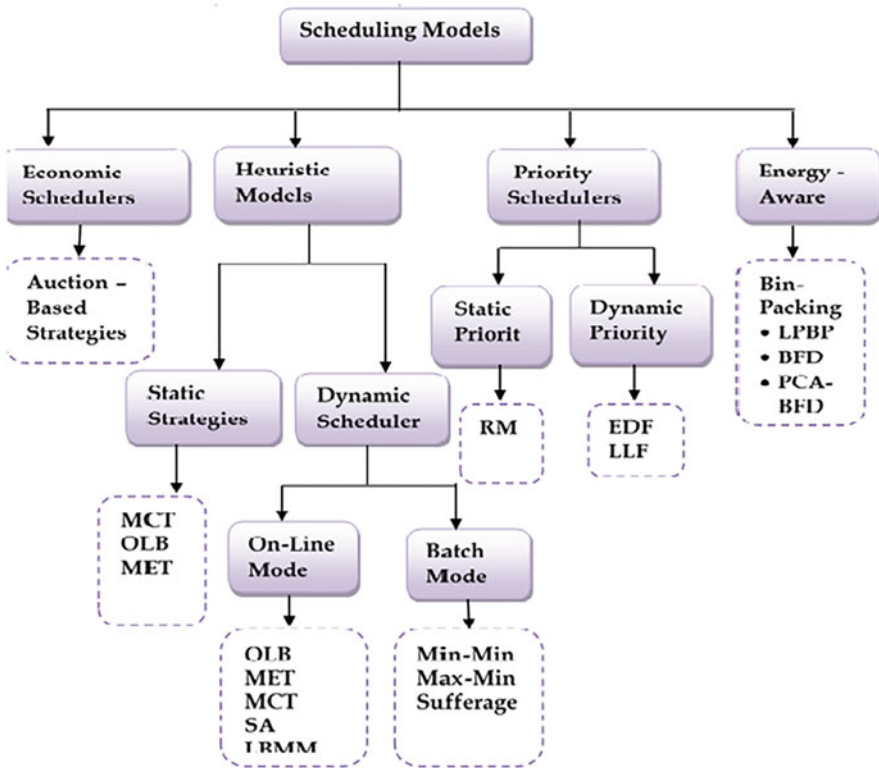 Scheduling Models
Economic
Schedulers
Heuristic
Models
Priority
Schedulers
Energy -
Aware
Auction –
Based
Strategies
Static
Priorit
Dynamic
Priority
Bin-
Packing
• LPBP
• BFD
• PCA-
BFD
Static
Strategies
Dynamic
Scheduler
RM
EDF
LLF
MCT
OLB
MET
On-Line
Mode
Batch
Mode
OLB
MET
MCT
SA
LBMM
Min-Min
Max-Min
Sufferage